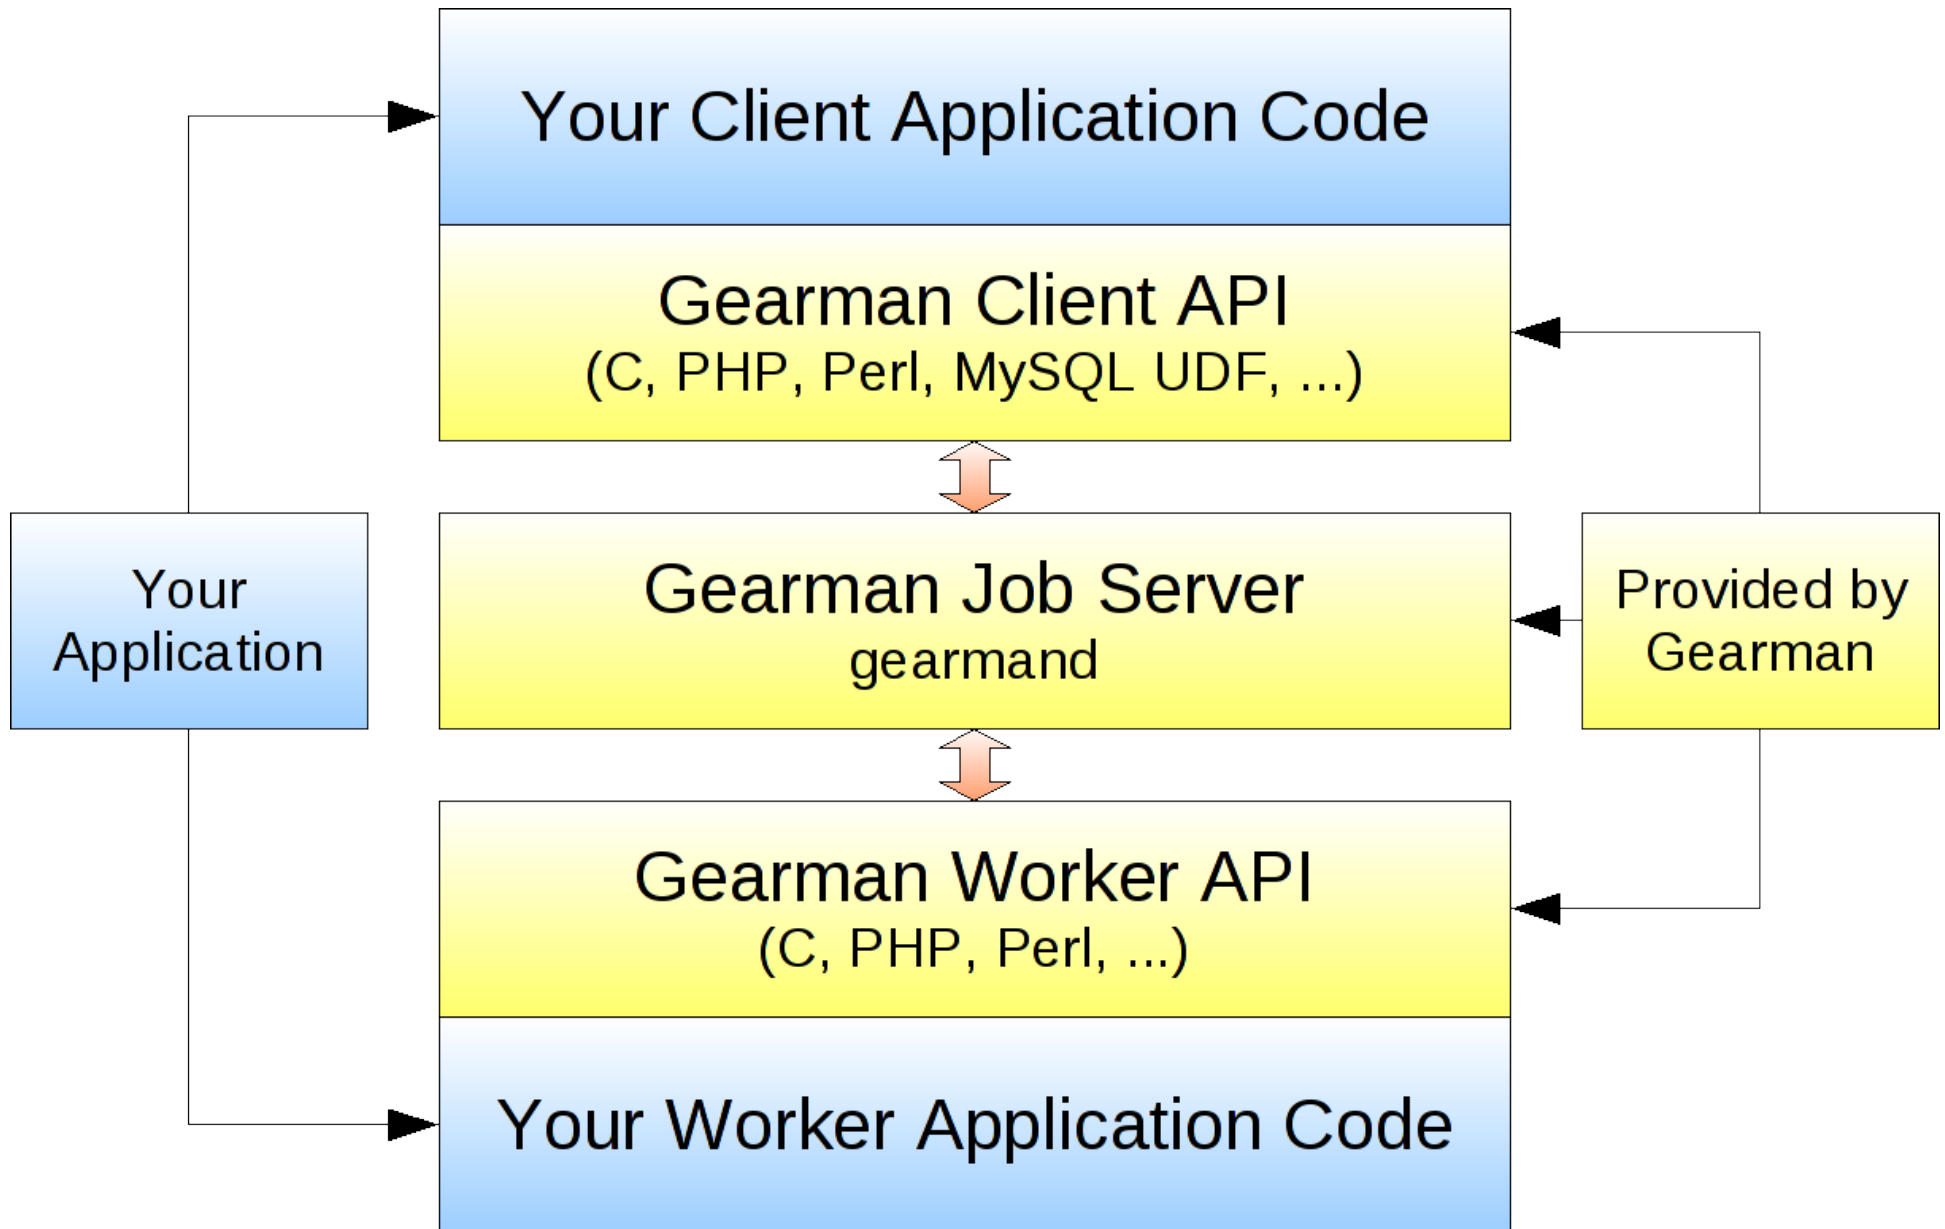 Your Client Application Code
Gearman Client API
(C, PHP, Perl, MySQL UDF, ...)
Your
Application
Gearman Job Server
gearmand
Provided by
Gearman
Gearman Worker API
(C, PHP, Perl, ...)
Your Worker Application Code